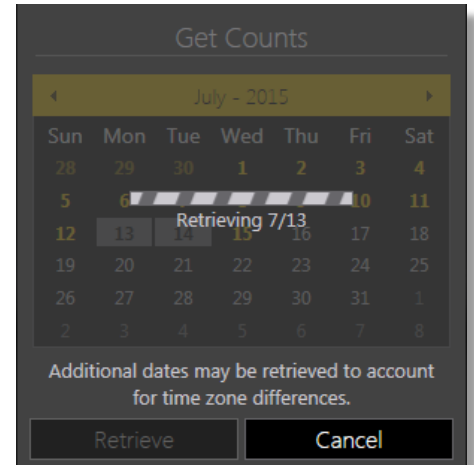 Get Counts
July - 2015
Sun Mon Tue Wed Thu Fri Sat
28 29 30 1 2 3 4
5 6 10 11
Retrieving 7/13
12 13 14 15 16 17 18
19 20 21 22 23 24 25
26 27 28 29 30 31 1
2 3 4 5 6 7 8
Additional dates may be retrieved to account
for time zone differences.
Retrieve Cancel